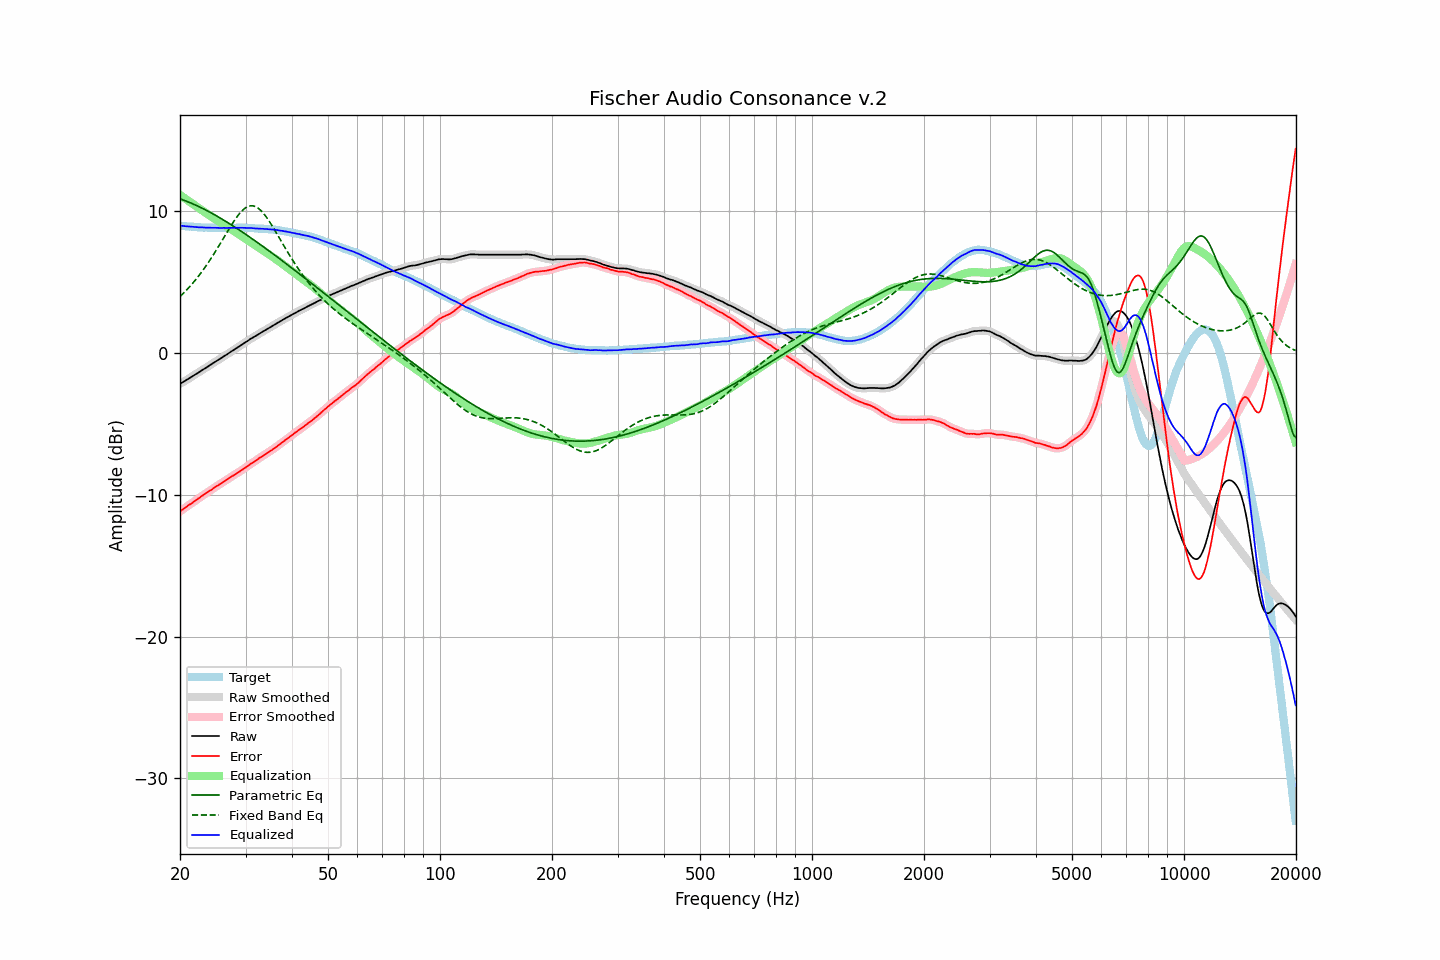 Fischer Audio Consonance v.2
Amplitude (dBr)
10
0
−10
−20
−30
Target
Raw Smoothed
Error Smoothed
Raw
Error
Equalization
Parametric Eq
Fixed Band Eq
Equalized
20 50 100 200 500 1000 2000 5000 10000 20000
Frequency (Hz)